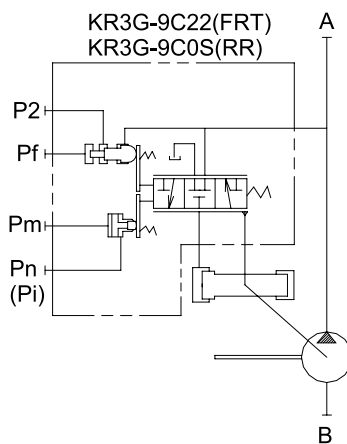 KR3G-9C22(FRT)
KR3G-9C0S(RR)
A
P2
Pf
Pm
Pn
(Pi)
B